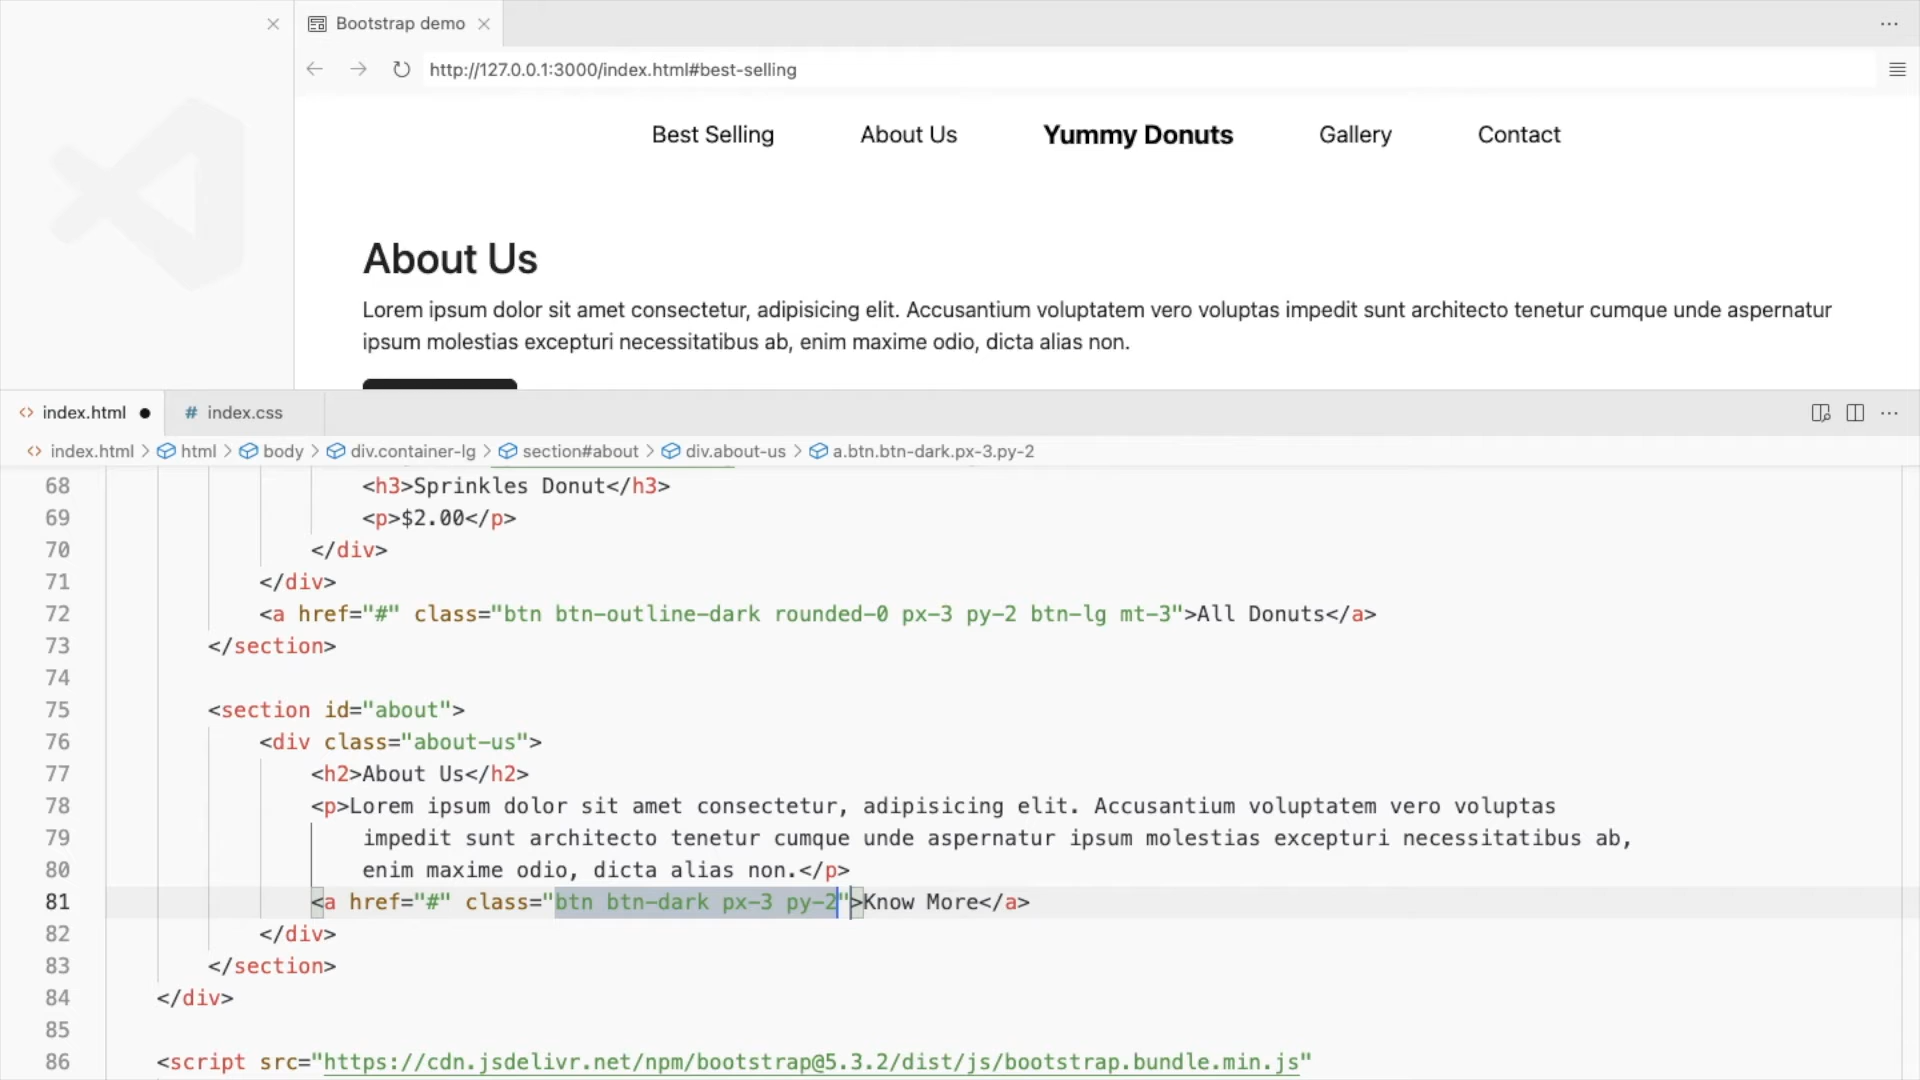 Bootstrap demo
http://127.0.0.1:3000/index.html#best-selling
Best Selling About Us Yummy Donuts Gallery Contact
About Us
Lorem ipsum dolor sit amet consectetur, adipisicing elit. Accusantium voluptatem vero voluptas impedit sunt architecto tenetur cumque unde aspernatur
ipsum molestias excepturi necessitatibus ab, enim maxime odio, dicta alias non.
index.html # index.css
index.html html body div.container-lg section#about div.about-us a.btn.btn-dark.px-3.py-2
68 <h3>Sprinkles Donut</h3>
69 <p>$2.00</p>
70 </div>
71 </div>
72 <a href="#" class="btn btn-outline-dark rounded-0 px-3 py-2 btn-lg mt-3">All Donuts</a>
73 </section>
74
75 <section id="about">
76 <div class="about-us">
77 <h2>About Us</h2>
78 <p>Lorem ipsum dolor sit amet consectetur, adipisicing elit. Accusantium voluptatem vero voluptas
79 impedit sunt architecto tenetur cumque unde aspernatur ipsum molestias excepturi necessitatibus ab,
80 enim maxime odio, dicta alias non.</p>
81 <a href="#" class="btn btn-dark px-3 py-2">Know More</a>
82 </div>
83 </section>
84 </div>
85
86 <script src="https://cdn.jsdelivr.net/npm/bootstrap@5.3.2/dist/js/bootstrap.bundle.min.js"